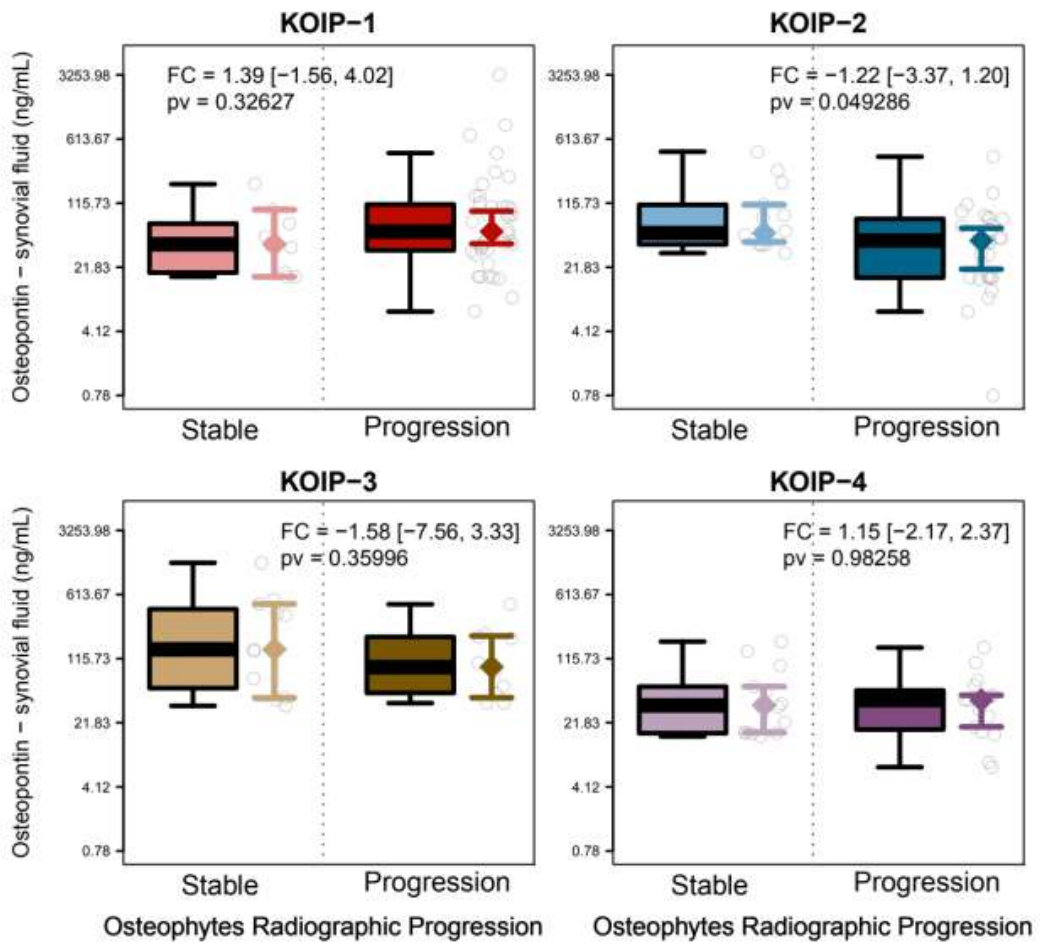 KOIP−1
KOIP−2
Osteopontin − synovial fluid (ng/mL)
3253.98
613.67
115.73
21.83
4.12
0.78
FC = 1.39 [−1.56, 4.02]
pv = 0.32627
Stable
Progression
3253.98
613.67
115.73
21.83
4.12
0.78
FC = −1.22 [−3.37, 1.20]
pv = 0.049286
Stable
Progression
KOIP−3
KOIP−4
Osteopontin − synovial fluid (ng/mL)
3253.98
613.67
115.73
21.83
4.12
0.78
FC = −1.58 [−7.56, 3.33]
pv = 0.35996
Stable
Progression
Osteophytes Radiographic Progression
3253.98
613.67
115.73
21.83
4.12
0.78
FC = 1.15 [−2.17, 2.37]
pv = 0.98258
Stable
Progression
Osteophytes Radiographic Progression